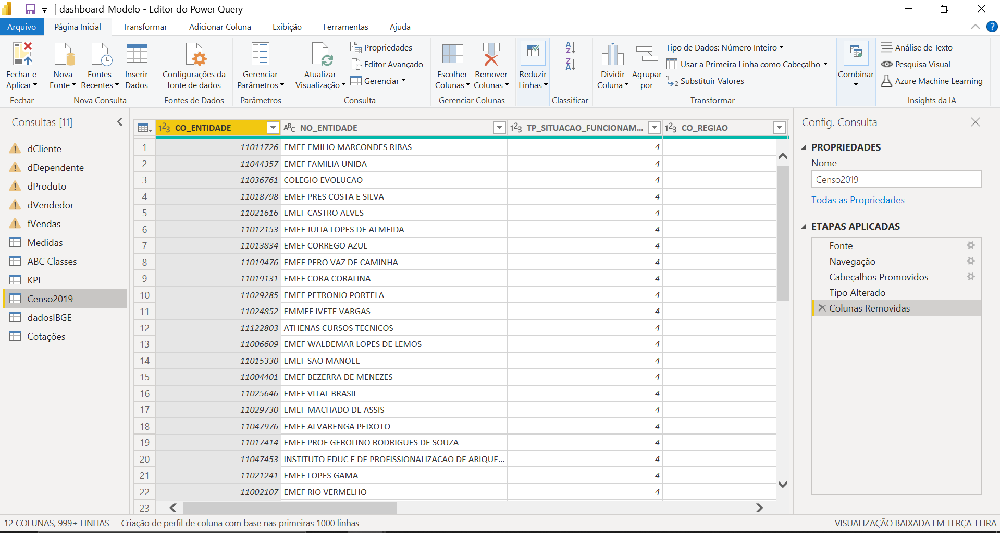 dashboard_Modelo - Editor do Power Query
Arquivo
Página Inicial
Transformar
Adicionar Coluna
Exibição
Ferramentas
Ajuda
Fechar e
Aplicar
Fechar
Nova
Fonte
Fontes
Recentes
Inserir
Dados
Nova Consulta
Configurações da
fonte de dados
Fontes de Dados
Gerenciar
Parâmetros
Parâmetros
Atualizar
Visualização
Propriedades
Editor Avançado
Gerenciar
Consulta
Escolher
Colunas
Remover
Colunas
Gerenciar Colunas
Reduzir
Linhas
Classificar
Dividir
Coluna
Agrupar
por
Tipo de Dados: Número Inteiro
Usar a Primeira Linha como Cabeçalho
Substituir Valores
Transformar
Combinar
Análise de Texto
Pesquisa Visual
Azure Machine Learning
Insights da IA
Consultas [11]
dCliente
dDependente
dProduto
dVendedor
fVendas
Medidas
ABC Classes
KPI
Censo2019
dadosIBGE
Cotações
123 CO_ENTIDADE ABC NO_ENTIDADE 123 TP_SITUACAO_FUNCIONAM... 123 CO_REGIAO
1 11011726 EMEF EMILIO MARCONDES RIBAS 4
2 11044357 EMEF FAMILIA UNIDA 4
3 11036761 COLEGIO EVOLUCAO 4
4 11018798 EMEF PRES COSTA E SILVA 4
5 11021616 EMEF CASTRO ALVES 4
6 11012153 EMEF JULIA LOPES DE ALMEIDA 4
7 11013834 EMEF CORREGO AZUL 4
8 11019476 EMEF PERO VAZ DE CAMINHA 4
9 11019131 EMEF CORA CORALINA 4
10 11029285 EMEF PETRONIO PORTELA 4
11 11024852 EMMEF IVETE VARGAS 4
12 11122803 ATHENAS CURSOS TECNICOS 4
13 11006609 EMEF WALDEMAR LOPES DE LEMOS 4
14 11015330 EMEF SAO MANOEL 4
15 11004401 EMEF BEZERRA DE MENEZES 4
16 11025646 EMEF VITAL BRASIL 4
17 11029730 EMEF MACHADO DE ASSIS 4
18 11047976 EMEF ALVARENGA PEIXOTO 4
19 11017414 EMEF PROF GEROLINO RODRIGUES DE SOUZA 4
20 11047453 INSTITUTO EDUC E DE PROFISSIONALIZACAO DE ARIQUE... 4
21 11021241 EMEF LOPES GAMA 4
22 11002107 EMEF RIO VERMELHO 4
23
Config. Consulta
PROPRIEDADES
Nome
Censo2019
Todas as Propriedades
ETAPAS APLICADAS
Fonte
Navegação
Cabeçalhos Promovidos
Tipo Alterado
Colunas Removidas
12 COLUNAS, 999+ LINHAS
Criação de perfil de coluna com base nas primeiras 1000 linhas
VISUALIZAÇÃO BAIXADA EM TERÇA-FEIRA